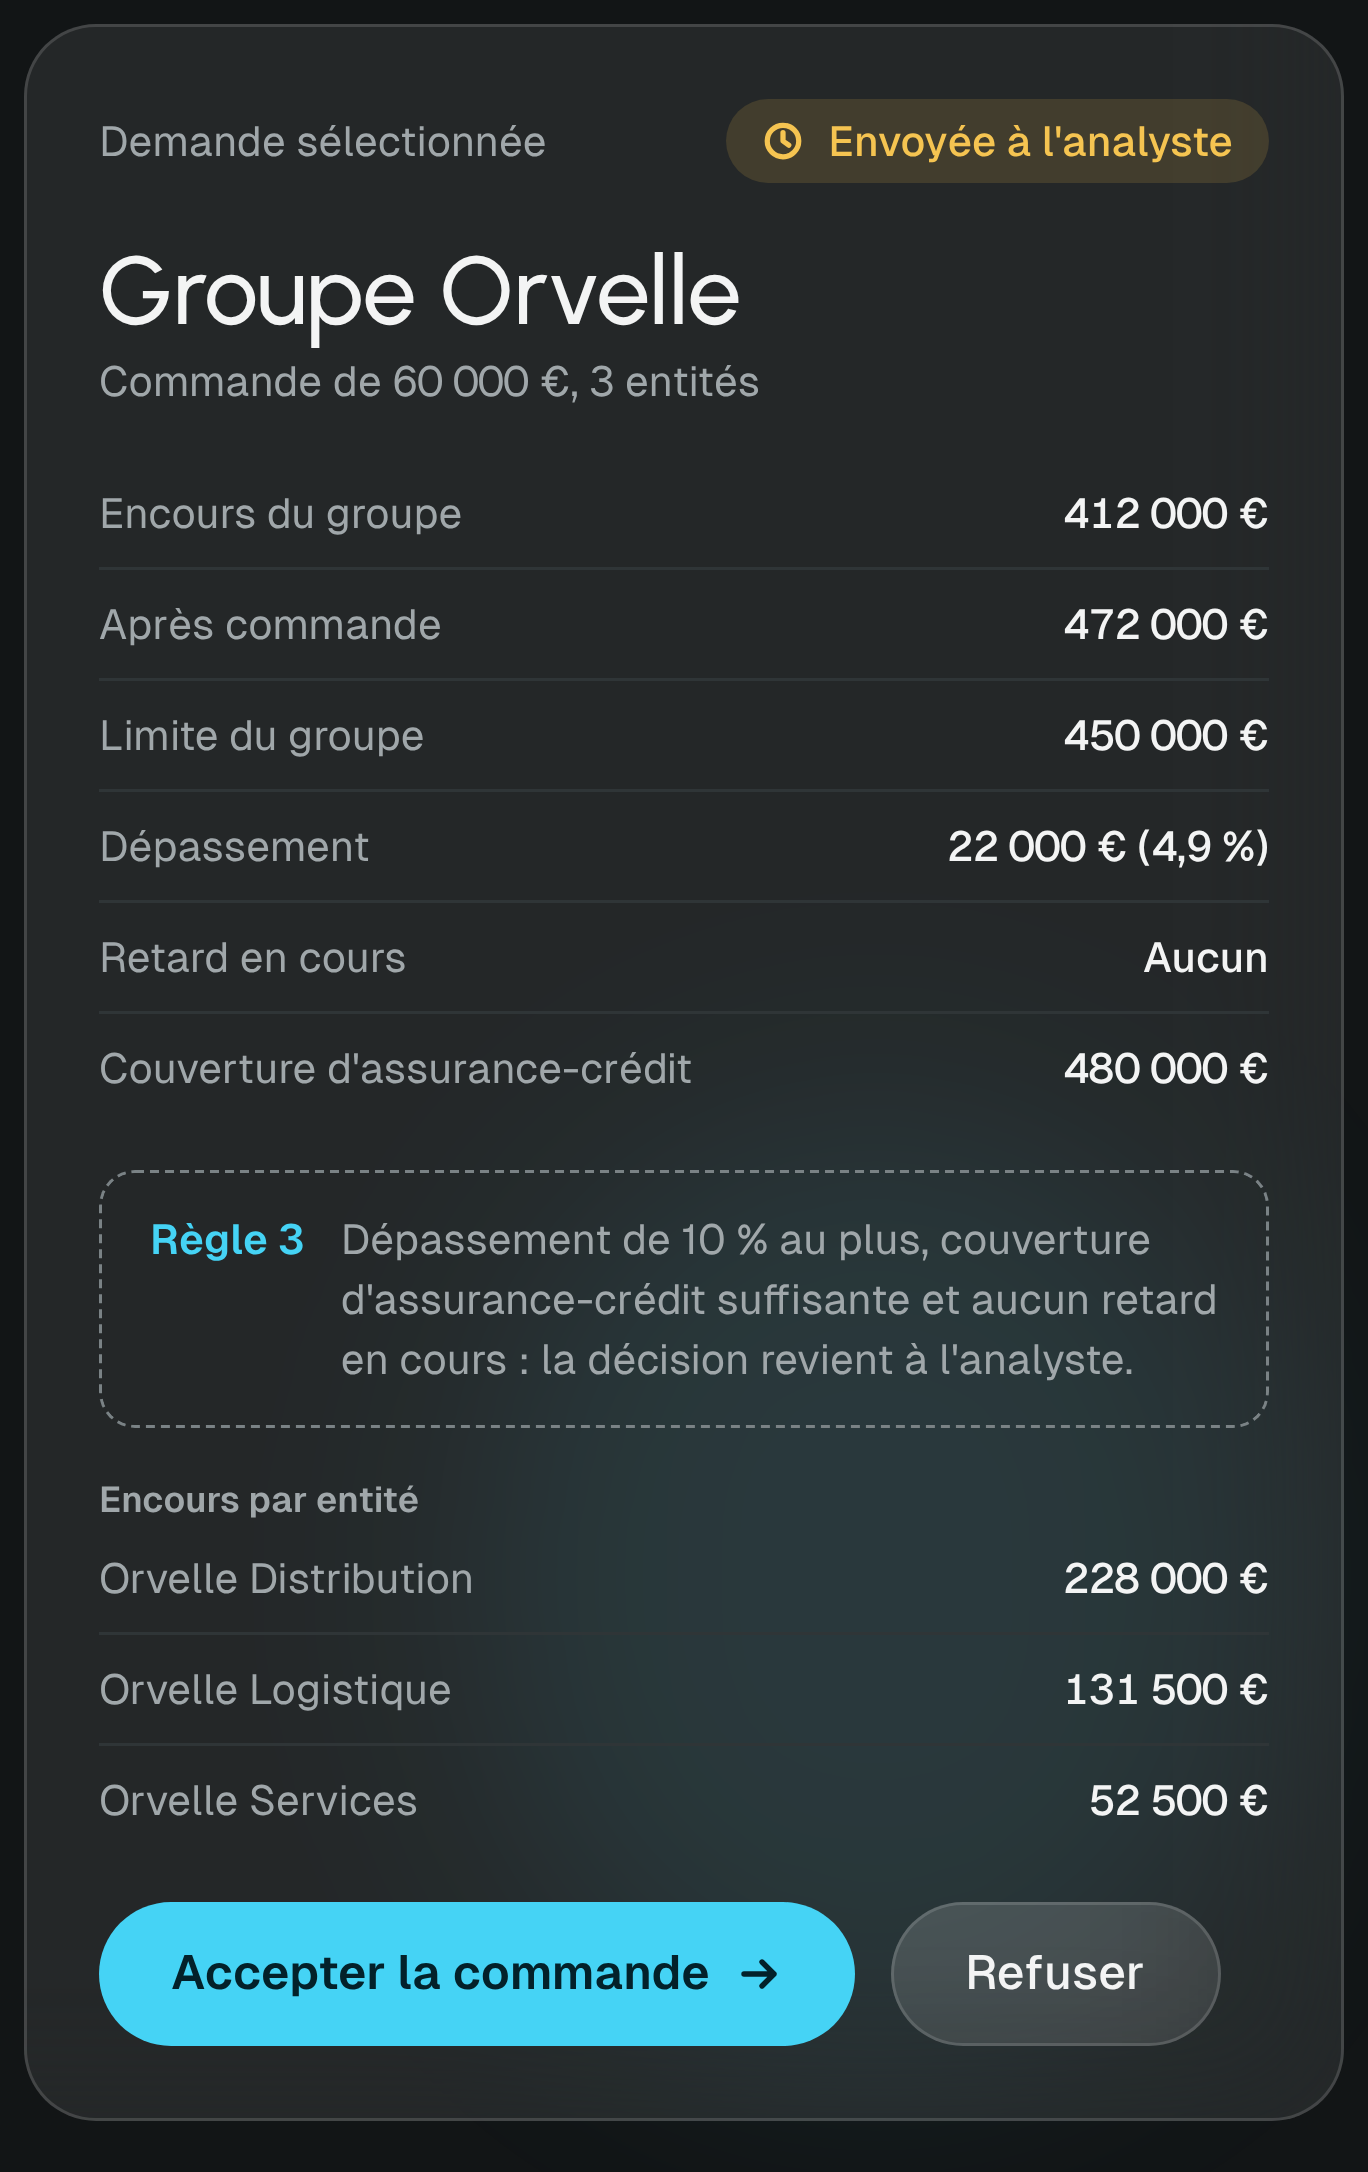 Demande sélectionnée
Envoyée à l'analyste
Groupe Orvelle
Commande de 60 000 €, 3 entités
Encours du groupe 412 000 €
Après commande 472 000 €
Limite du groupe 450 000 €
Dépassement 22 000 € (4,9 %)
Retard en cours Aucun
Couverture d'assurance-crédit 480 000 €
Règle 3 Dépassement de 10 % au plus, couverture
d'assurance-crédit suffisante et aucun retard
en cours : la décision revient à l'analyste.
Encours par entité
Orvelle Distribution 228 000 €
Orvelle Logistique 131 500 €
Orvelle Services 52 500 €
Accepter la commande →
Refuser